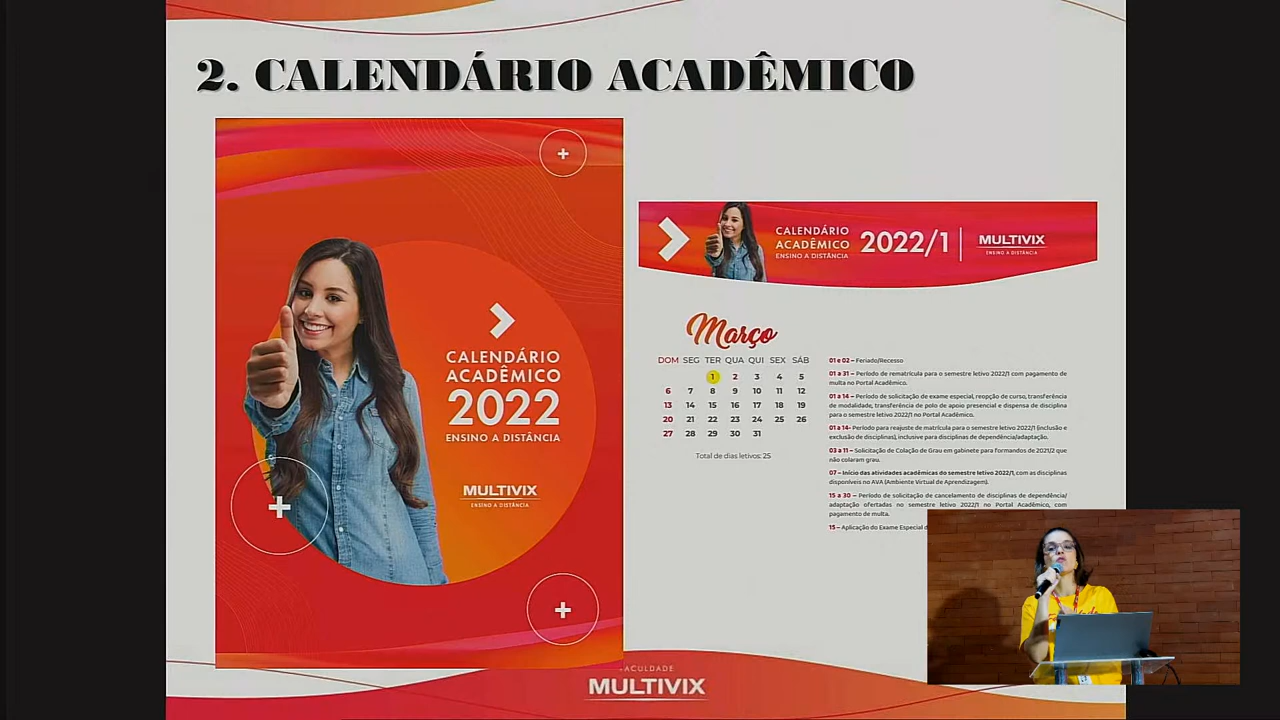 2. CALENDÁRIO ACADÊMICO
CALENDÁRIO
ACADÊMICO
2022
ENSINO A DISTÂNCIA
MULTIVIX
ENSINO A DISTÂNCIA
CALENDÁRIO
ACADÊMICO
ENSINO A DISTÂNCIA
2022/1
MULTIVIX
ENSINO A DISTÂNCIA
Março
DOM SEG TER QUA QUI SEX SÁB
1 2 3 4 5
6 7 8 9 10 11 12
13 14 15 16 17 18 19
20 21 22 23 24 25 26
27 28 29 30 31
Total de dias letivos: 25
01 e 02 – Feriado/Recesso
01 a 31 – Período de rematrícula para o semestre letivo 2022/1 com pagamento de
multa no Portal Acadêmico.
01 a 14 – Período de solicitação de exame especial, reopção de curso, transferência
de modalidade, transferência de polo de apoio presencial e dispensa de disciplina
para o semestre letivo 2022/1 no Portal Acadêmico.
01 a 14– Período para reajuste de matrícula para o semestre letivo 2022/1 (inclusão e
exclusão de disciplinas), inclusive para disciplinas de dependência/adaptação.
03 a 11 – Solicitação de Colação de Grau em gabinete para formandos de 2021/2 que
não colaram grau.
07 – Início das atividades acadêmicas do semestre letivo 2022/1, com as disciplinas
disponíveis no AVA (Ambiente Virtual de Aprendizagem).
15 a 30 – Período de solicitação de cancelamento de disciplinas de dependência/
adaptação ofertadas no semestre letivo 2022/1 no Portal Acadêmico, com
pagamento de multa.
15 – Aplicação do Exame Especial
FACULDADE
MULTIVIX